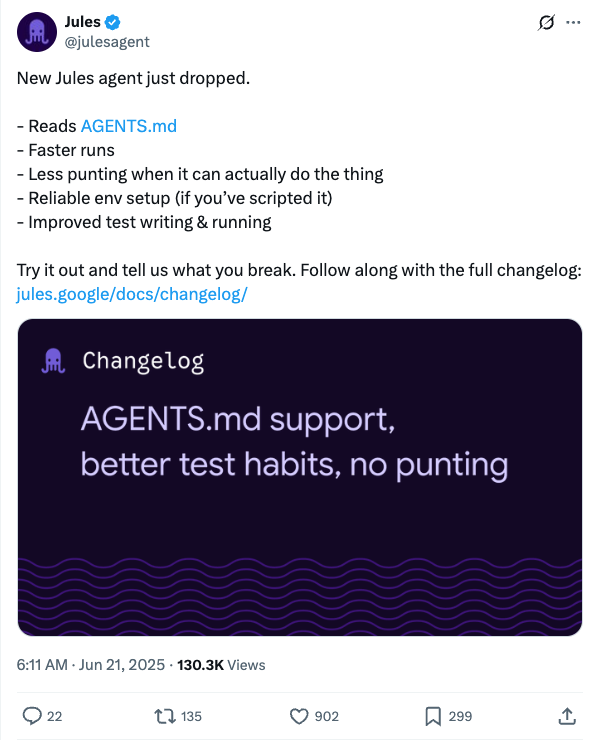 Jules
@julesagent
New Jules agent just dropped.
- Reads AGENTS.md
- Faster runs
- Less punting when it can actually do the thing
- Reliable env setup (if you’ve scripted it)
- Improved test writing & running
Try it out and tell us what you break. Follow along with the full changelog:
jules.google/docs/changelog/
Changelog
AGENTS.md support,
better test habits, no punting
6:11 AM · Jun 21, 2025 · 130.3K Views
22 135 902 299